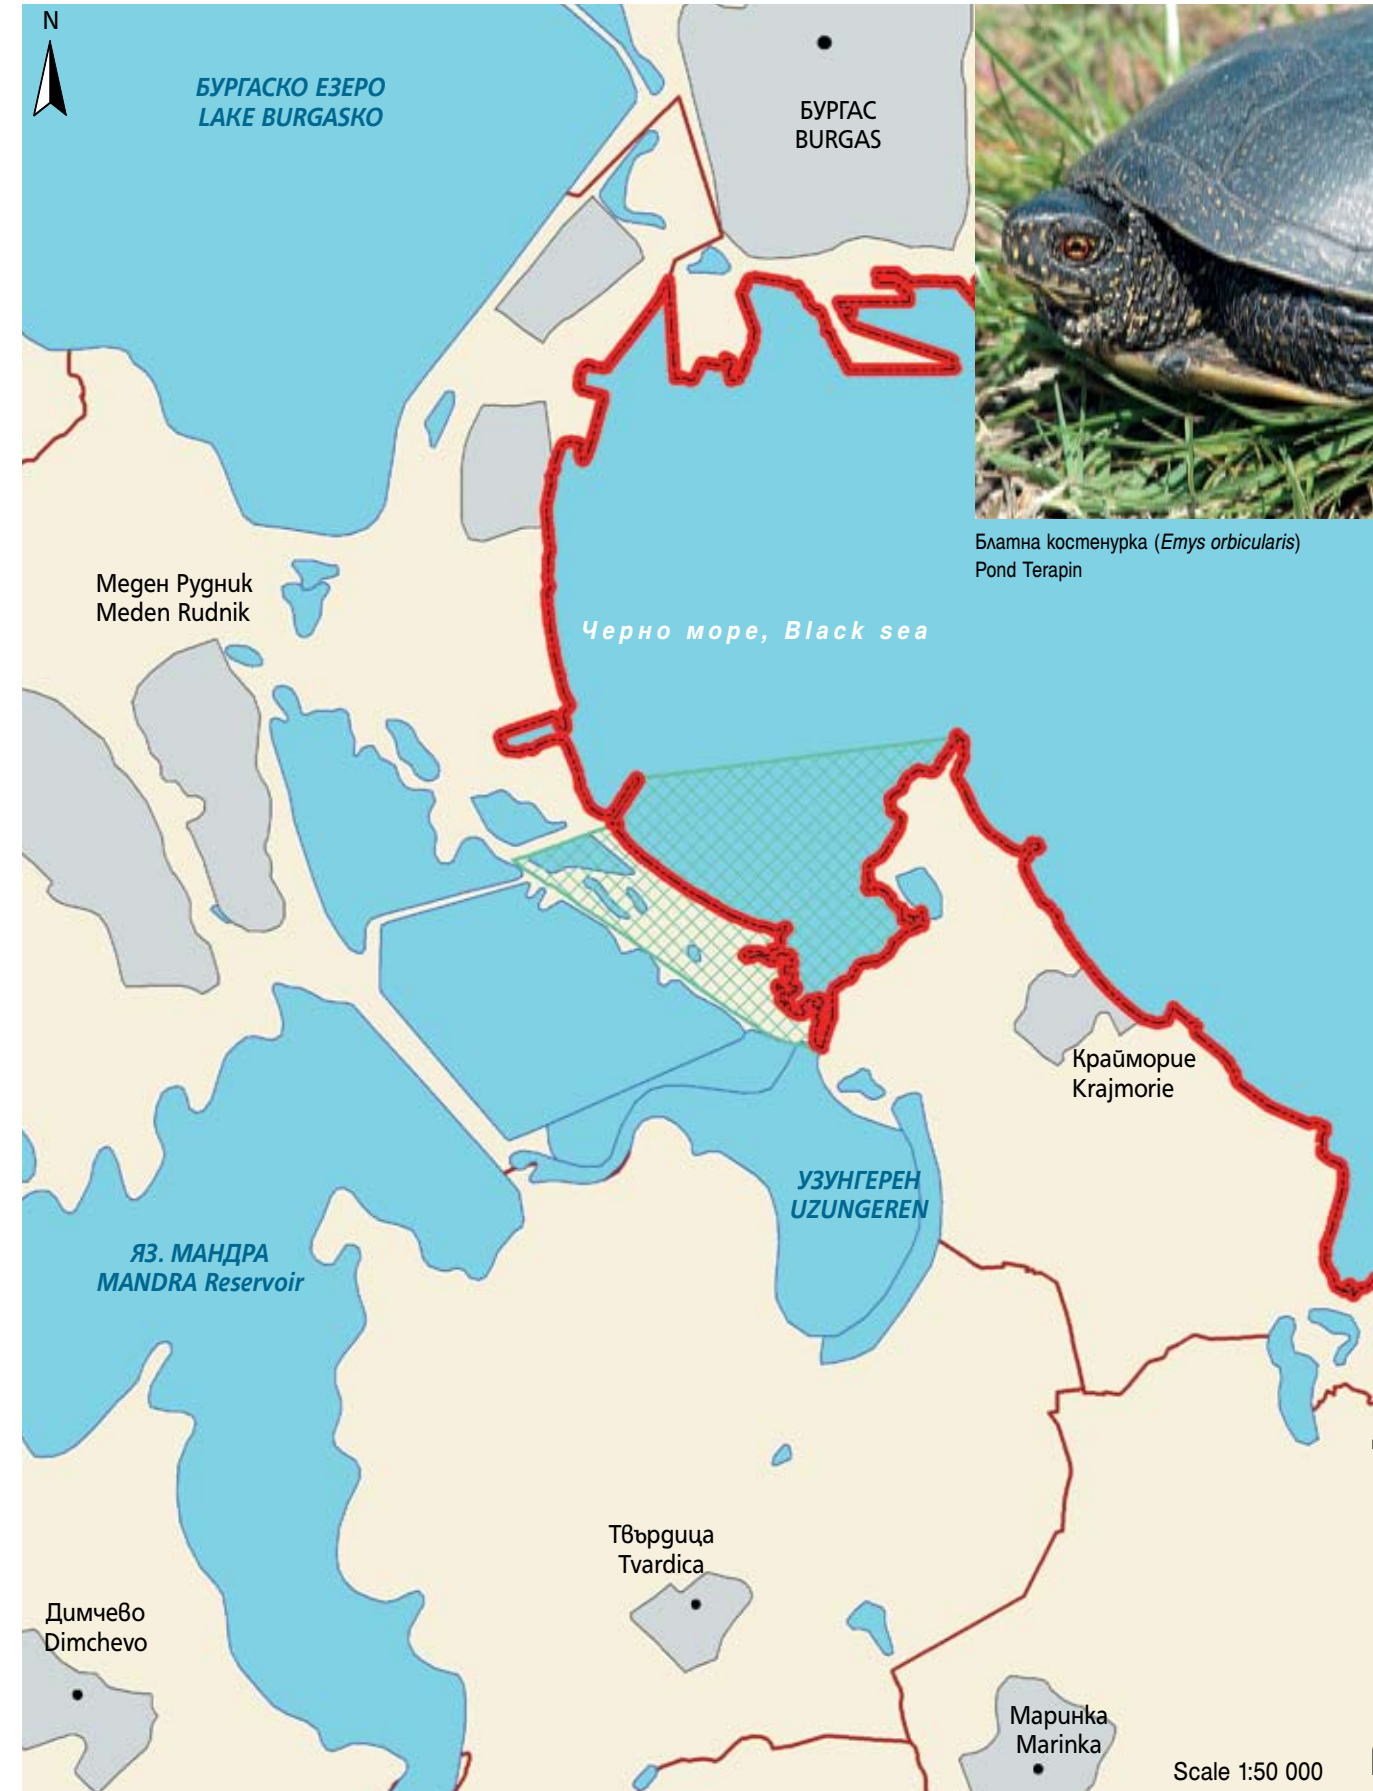 N
БУРГАСКО ЕЗЕРО
LAKE BURGASKO
БУРГАС
BURGAS
Блатна костенурка (Emys orbicularis)
Pond Terapin
Меден Рудник
Meden Rudnik
Черно море, Black sea
Крайморие
Krajmorie
УЗУНГЕРЕН
UZUNGEREN
ЯЗ. МАНДРА
MANDRA Reservoir
Твърдица
Tvardica
Димчево
Dimchevo
Маринка
Marinka
Scale 1:50 000